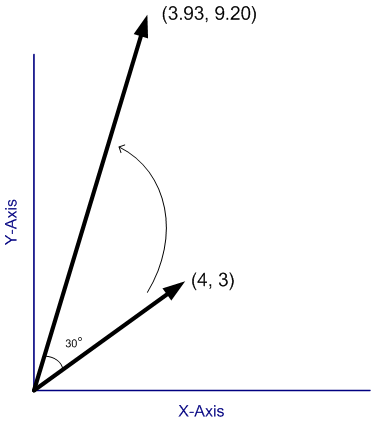 (3.93, 9.20)
Y-Axis
(4, 3)
30°
X-Axis